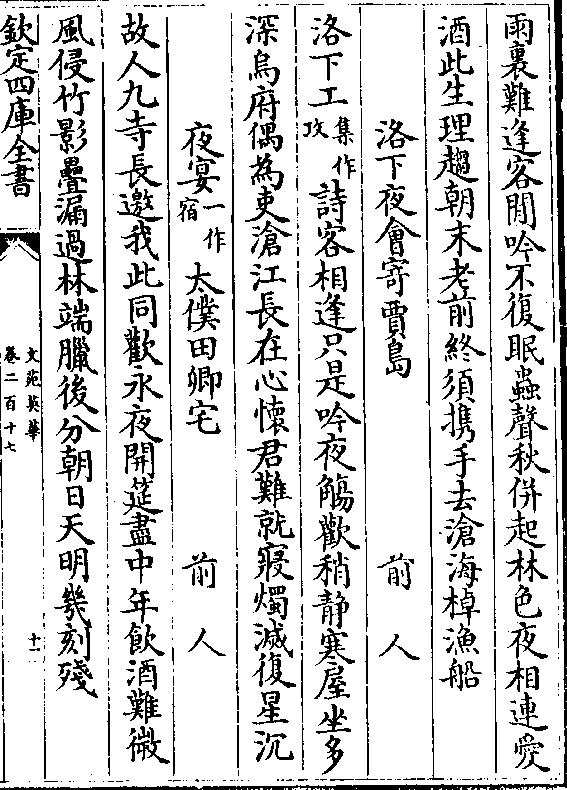 雨裏難逢客閒吟不復眠蟲聲秋併起林色夜相連愛
酒此生理趨朝未老前終須携手去滄海棹漁船
洛下夜會寄賈島 前人
洛下工集作攻詩客相逢只是吟夜觴歡稍静寒屋坐多
深烏府偶為吏滄江長在心懷君難就寢燭滅復星沉
夜宴一作宿太僕田卿宅 前人
故人九寺長邀我此同歡永夜開筵盡中年飲酒難微
風侵竹影疊漏過林端臘後分朝日天明幾刻殘
欽定四庫全書
文苑英華
卷二百十七
十一